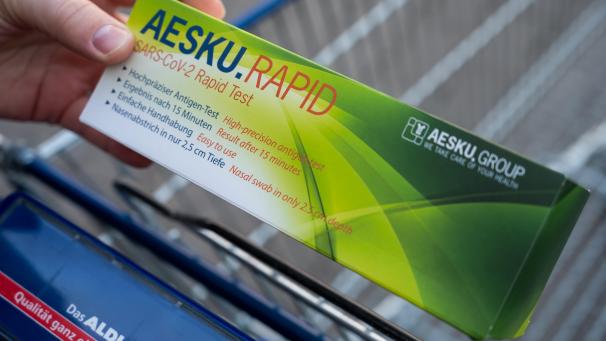 AESKU.RAPID
SARS-CoV-2 Rapid Test
Hochpräziser Antigen-Test
High-precision antigen-test
Ergebnis nach 15 Minuten
Result after 15 minutes
Einfache Handhabung
Easy to use
Nasenabstrich in nur 2,5 cm Tiefe
Nasal swab in only 2,5 cm depth
AESKU.GROUP
WE TAKE CARE OF YOUR HEALTH
Das ALDI
Qualität ganz